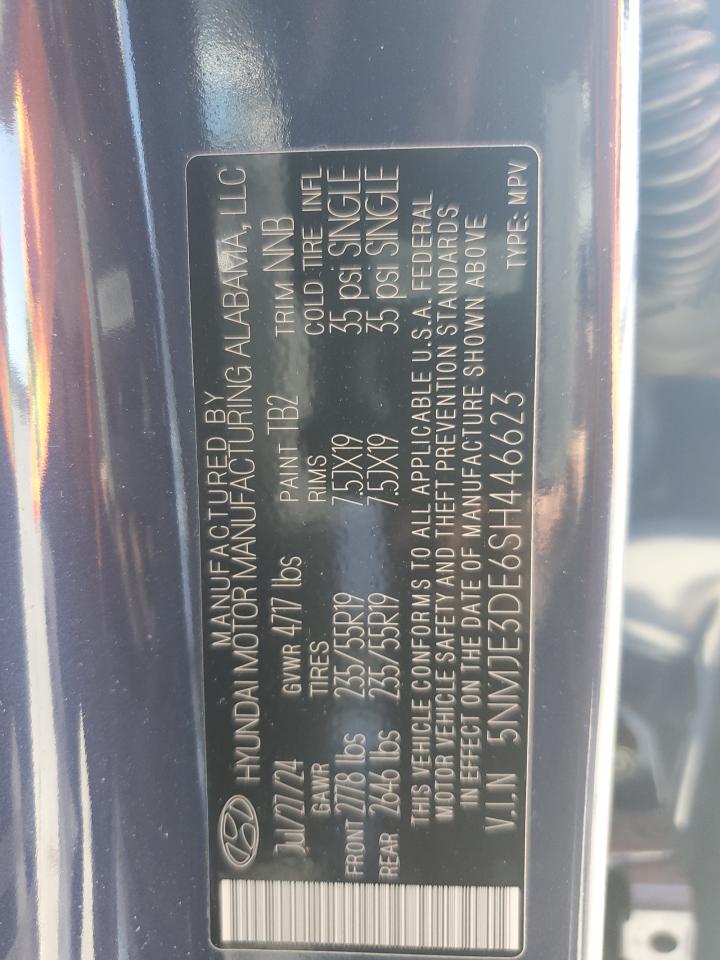 MANUFACTURED BY
HYUNDAI MOTOR MANUFACTURING ALABAMA, LLC
Jul/27/24 GVWR 4717 lbs PAINT TB2 TRIM NNB
GAWR TIRES RIMS COLD TIRE INFL
FRONT 2778 lbs 235/55R19 7.5JX19 35 psi SINGLE
REAR 2646 lbs 235/55R19 7.5JX19 35 psi SINGLE
THIS VEHICLE CONFORMS TO ALL APPLICABLE U.S.A. FEDERAL
MOTOR VEHICLE SAFETY AND THEFT PREVENTION STANDARDS
IN EFFECT ON THE DATE OF MANUFACTURE SHOWN ABOVE
V.I.N 5NMJE3DE6SH446623 TYPE: MPV